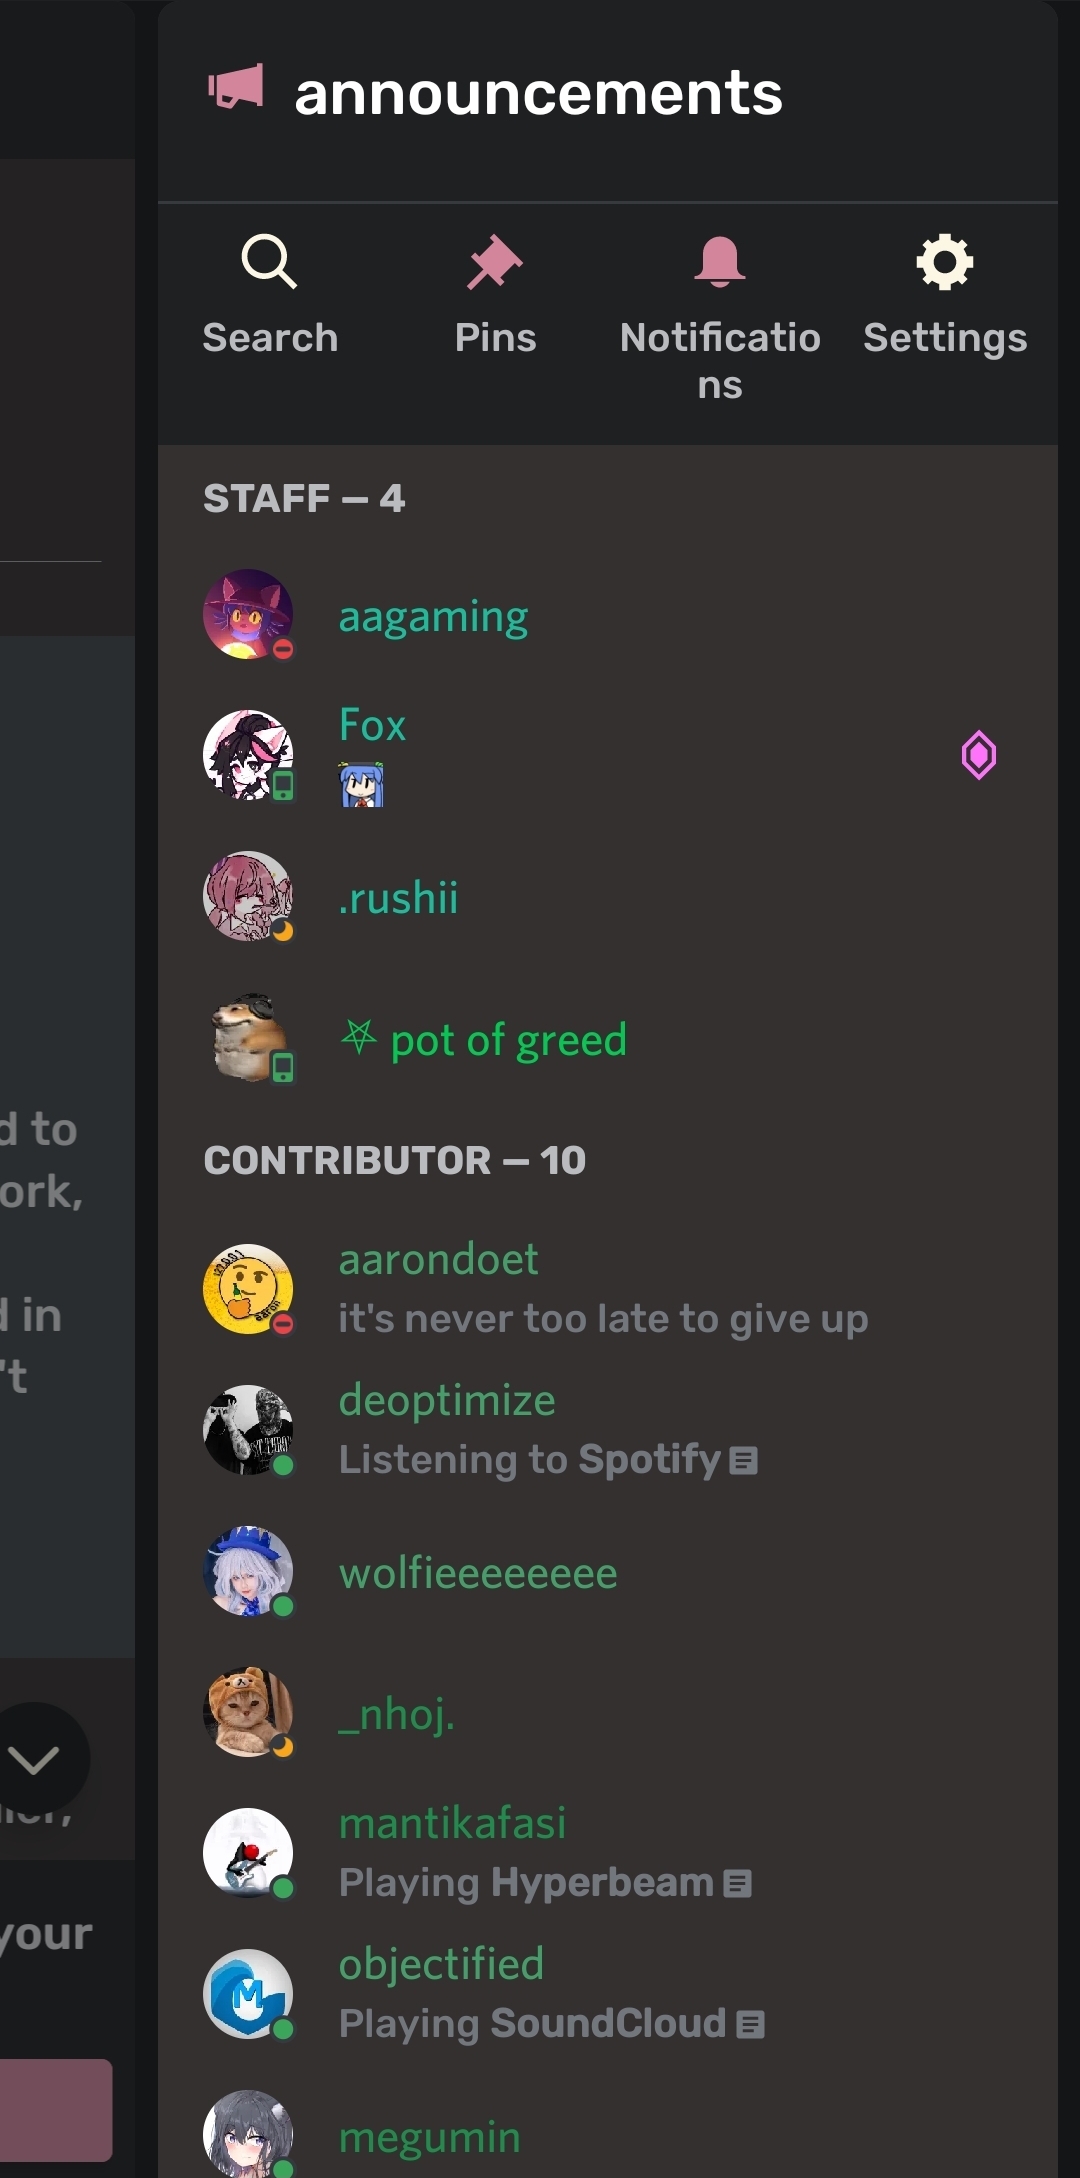 announcements
Search
Pins
Notificatio
ns
Settings
STAFF — 4
aagaming
Fox
.rushii
⛧ pot of greed
d to
ork,
CONTRIBUTOR — 10
aarondoet
it's never too late to give up
d in
't
deoptimize
Listening to Spotify
wolfieeeeeeee
_nhoj.
mantikafasi
Playing Hyperbeam
your
objectified
Playing SoundCloud
megumin